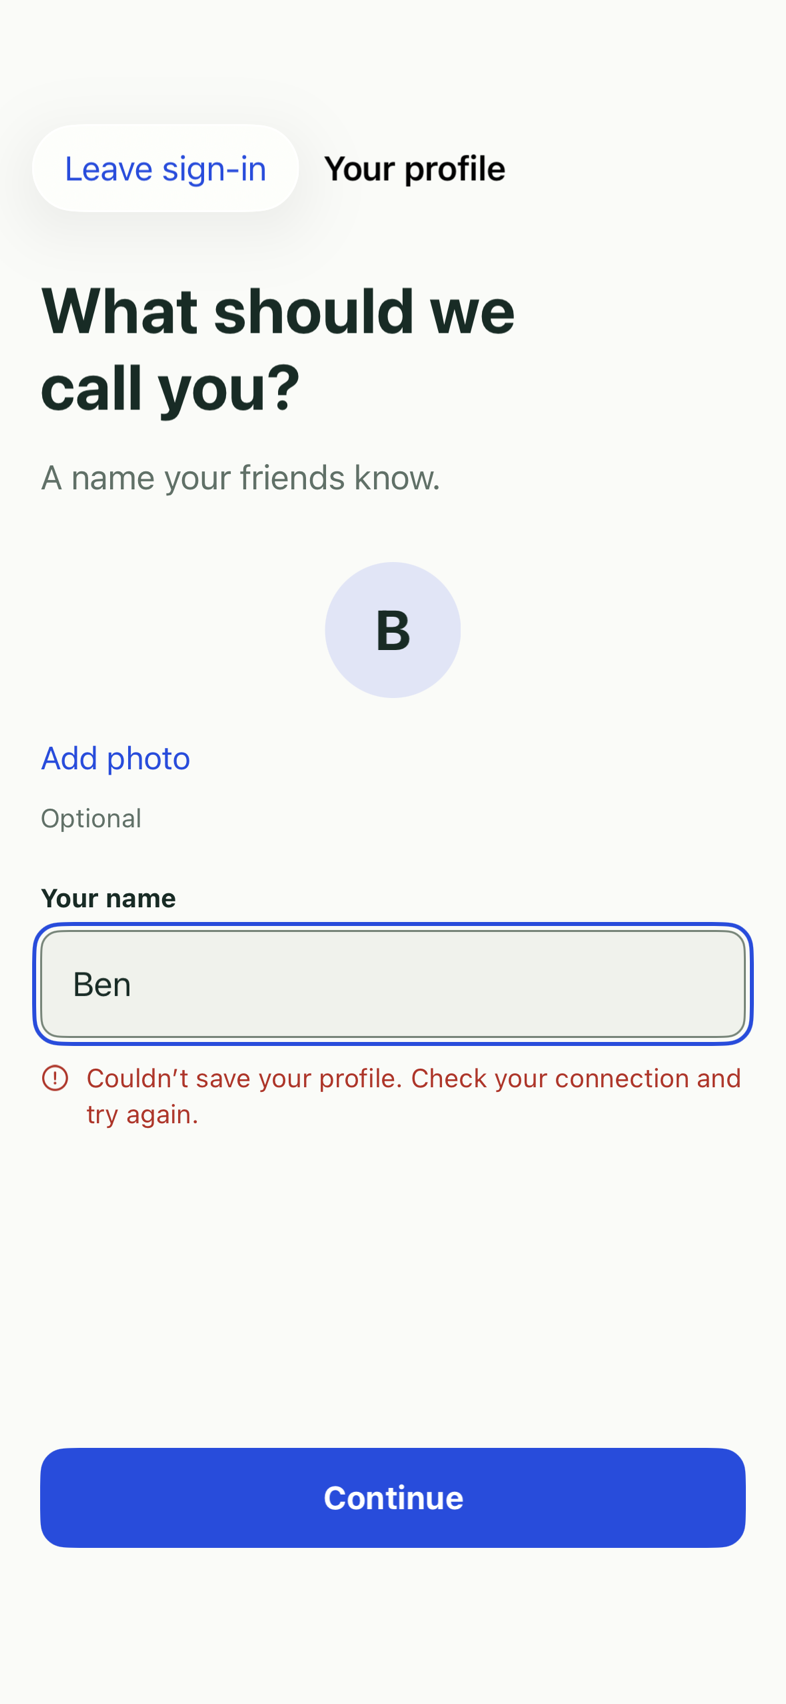 Leave sign-in
Your profile
What should we
call you?
A name your friends know.
B
Add photo
Optional
Your name
Ben
Couldn’t save your profile. Check your connection and
try again.
Continue